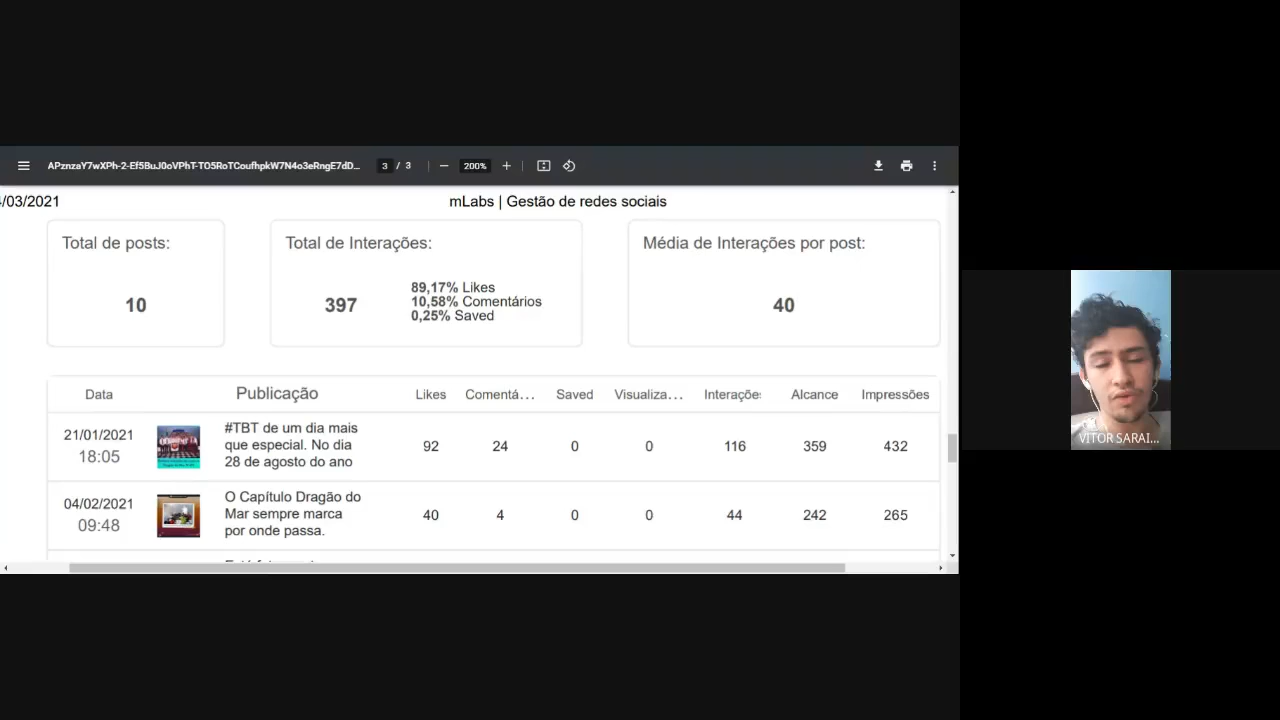 APznzaY7wXPh-2-Ef5BuJ0oVPhT-TO5RoTCoufhpkW7N4o3eRngE7dD... 3 / 3 200%
/03/2021 mLabs | Gestão de redes sociais
Total de posts: Total de Interações: Média de Interações por post:
10 397 40
89,17% Likes
10,58% Comentários
0,25% Saved
Data Publicação Likes Comentá... Saved Visualiza... Interações Alcance Impressões
21/01/2021 18:05 92 24 0 0 116 359 432
#TBT de um dia mais
que especial. No dia
28 de agosto do ano
04/02/2021 09:48 40 4 0 0 44 242 265
O Capítulo Dragão do
Mar sempre marca
por onde passa.
VITOR SARAI...